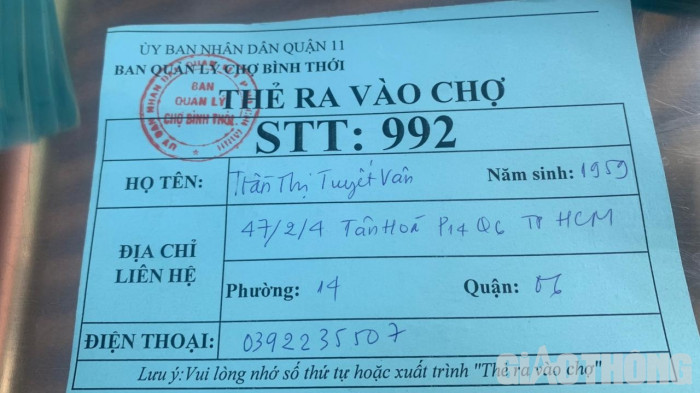 ỦY BAN NHÂN DÂN QUẬN 11
BAN QUẢN LÝ CHỢ BÌNH THỚI
BAN
QUẢN LÝ
CHỢ BÌNH THỚI
THẺ RA VÀO CHỢ
STT: 992
HỌ TÊN: Trần Thị Tuyết Vân Năm sinh: 1959
ĐỊA CHỈ LIÊN HỆ
47/2/4 Tân Hoá P14 Q6 TP HCM
Phường: 14 Quận: 06
ĐIỆN THOẠI: 0392235507
Lưu ý: Vui lòng nhớ số thứ tự hoặc xuất trình "Thẻ ra vào chợ"
GIAO THÔNG